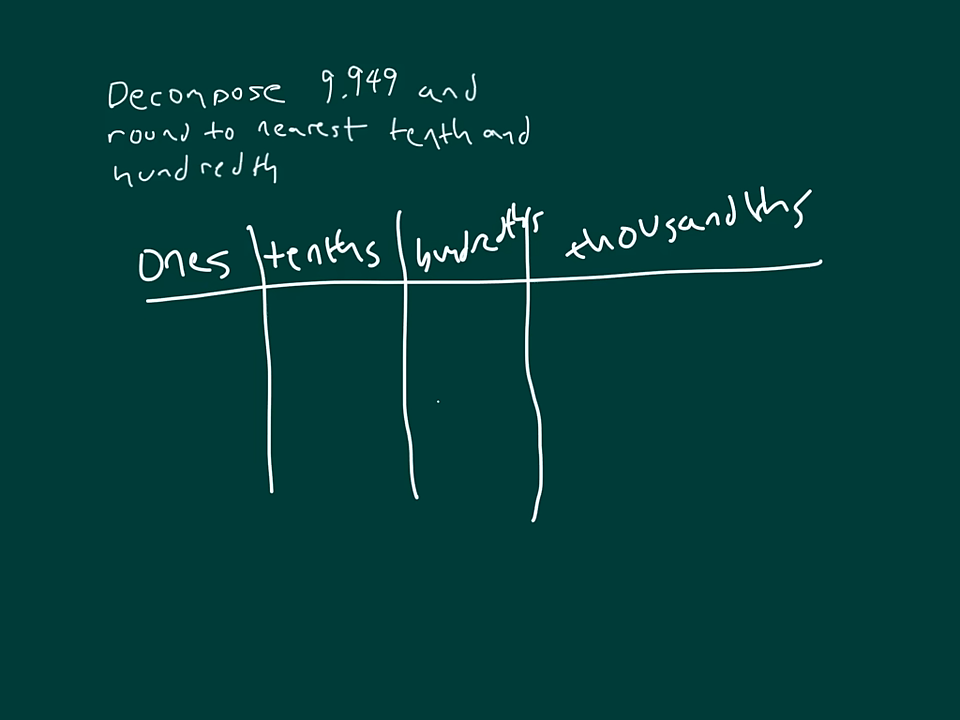 Decompose 9.949 and
round to nearest tenth and
hundredth
ones tenths hundredths thousandths